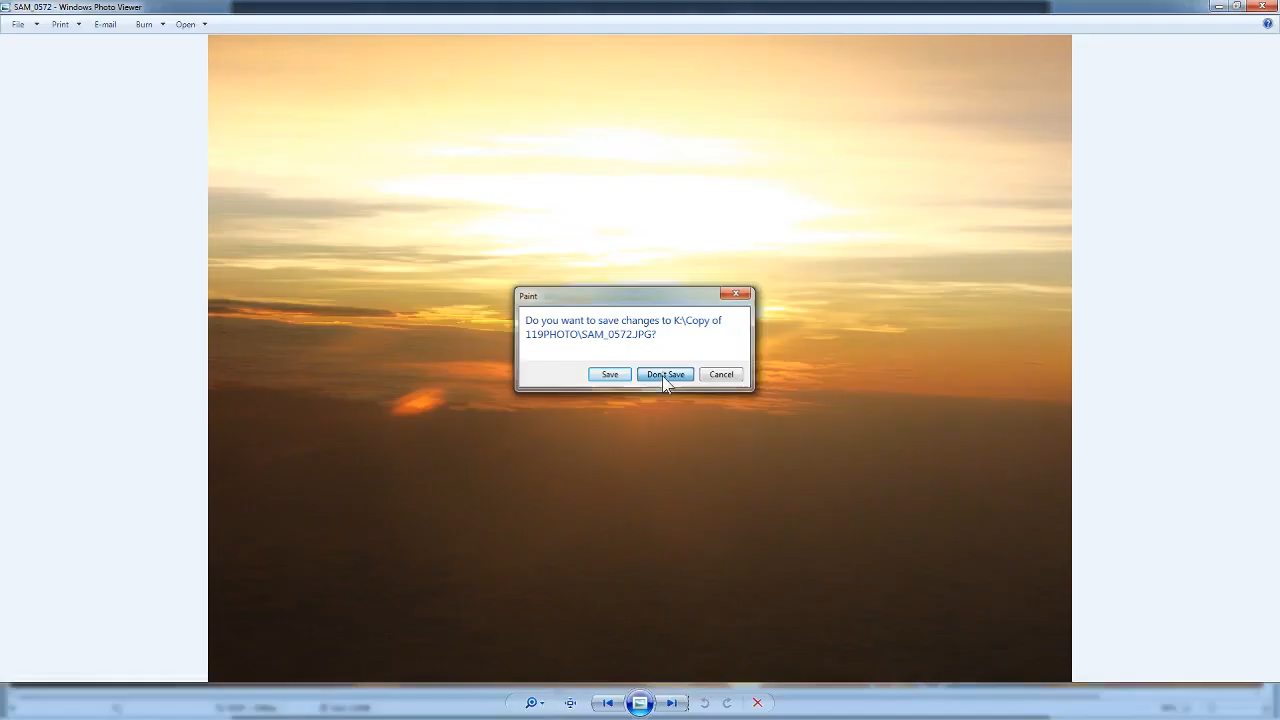 SAM_0572 - Windows Photo Viewer
File Print E-mail Burn Open
Paint
Do you want to save changes to K:\Copy of
119PHOTO\SAM_0572.JPG?
Save Don't Save Cancel